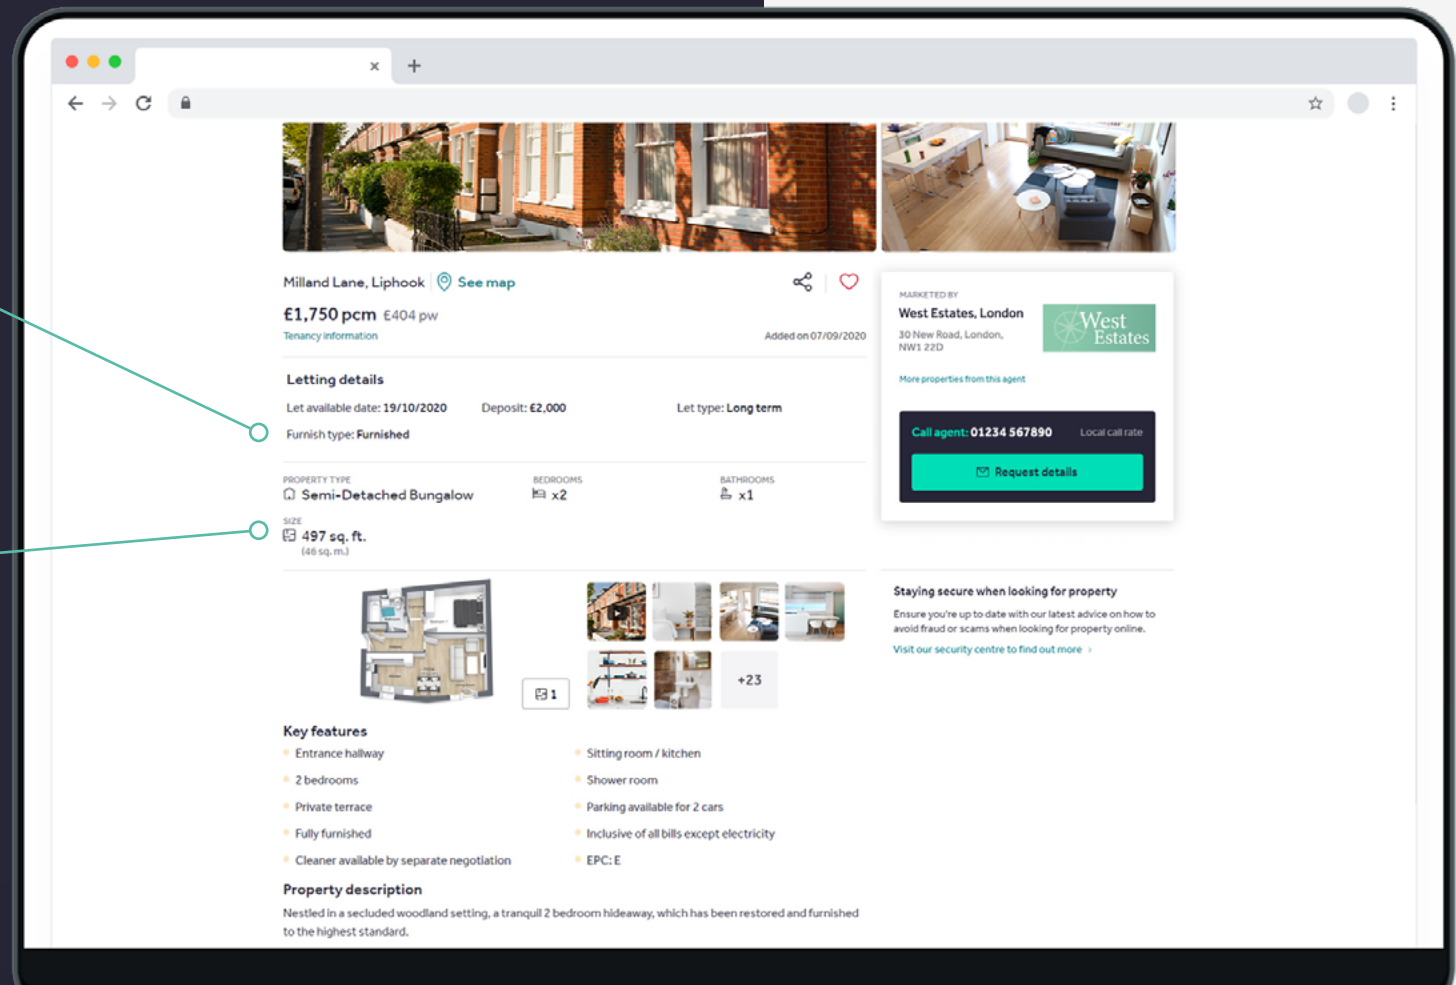 Milland Lane, Liphook
See map
£1,750 pcm £404 pw
Tenancy information
Added on 07/09/2020
Letting details
Let available date: 19/10/2020
Deposit: £2,000
Let type: Long term
Furnish type: Furnished
PROPERTY TYPE
Semi-Detached Bungalow
BEDROOMS
x2
BATHROOMS
x1
SIZE
497 sq. ft.
(46 sq. m.)
1
+23
Key features
Entrance hallway
2 bedrooms
Private terrace
Fully furnished
Cleaner available by separate negotiation
Sitting room / kitchen
Shower room
Parking available for 2 cars
Inclusive of all bills except electricity
EPC: E
Property description
Nestled in a secluded woodland setting, a tranquil 2 bedroom hideaway, which has been restored and furnished
to the highest standard.
MARKETED BY
West Estates, London
30 New Road, London,
NW1 22D
West
Estates
More properties from this agent
Call agent: 01234 567890
Local call rate
Request details
Staying secure when looking for property
Ensure you're up to date with our latest advice on how to
avoid fraud or scams when looking for property online.
Visit our security centre to find out more